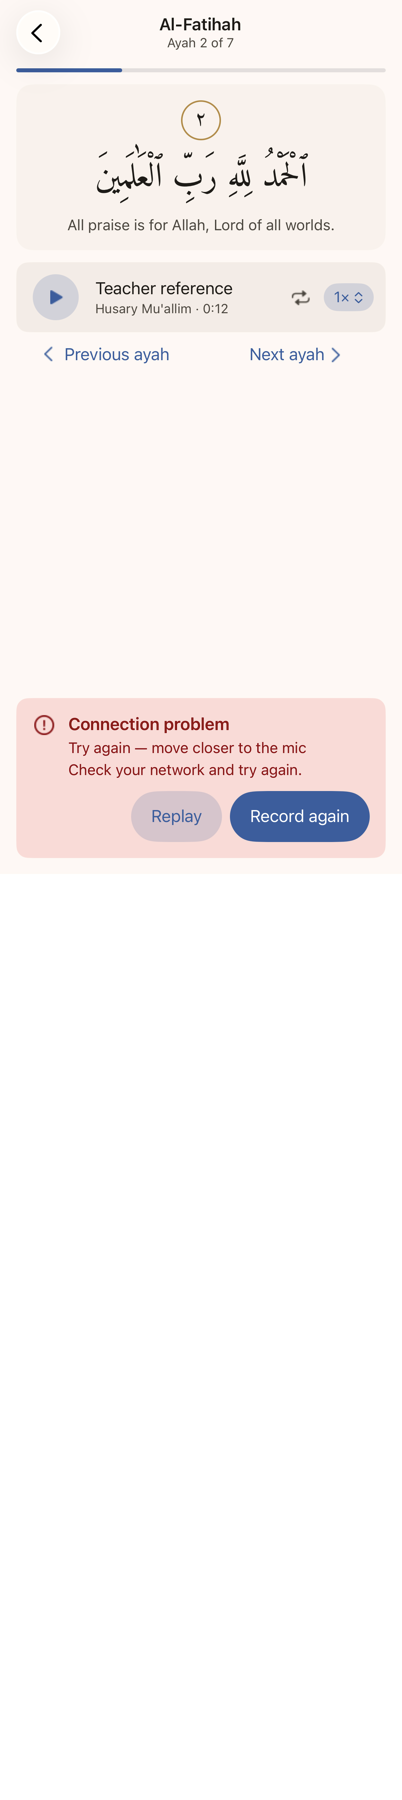 Al-Fatihah
Ayah 2 of 7
٢
ٱلْحَمْدُ لِلَّهِ رَبِّ ٱلْعَٰلَمِينَ
All praise is for Allah, Lord of all worlds.
Teacher reference
Husary Mu'allim · 0:12
1×
Previous ayah
Next ayah
Connection problem
Try again — move closer to the mic
Check your network and try again.
Replay
Record again